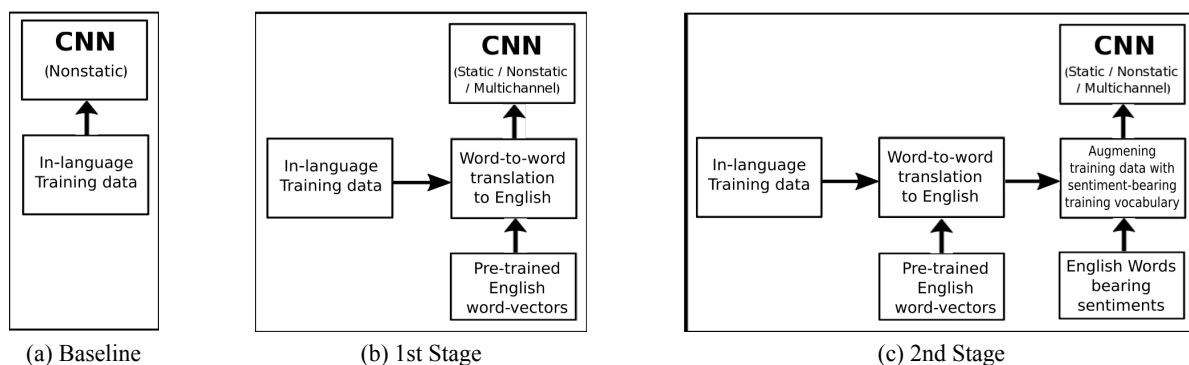 CNN
(Nonstatic)
In-language
Training data
(a) Baseline
CNN
(Static / Nonstatic
/ Multichannel)
In-language
Training data
Word-to-word
translation
to English
Pre-trained
English
word-vectors
(b) 1st Stage
CNN
(Static / Nonstatic
/ Multichannel)
In-language
Training data
Word-to-word
translation
to English
Augmening
training data with
sentiment-bearing
training vocabulary
Pre-trained
English
word-vectors
English Words
bearing
sentiments
(c) 2nd Stage